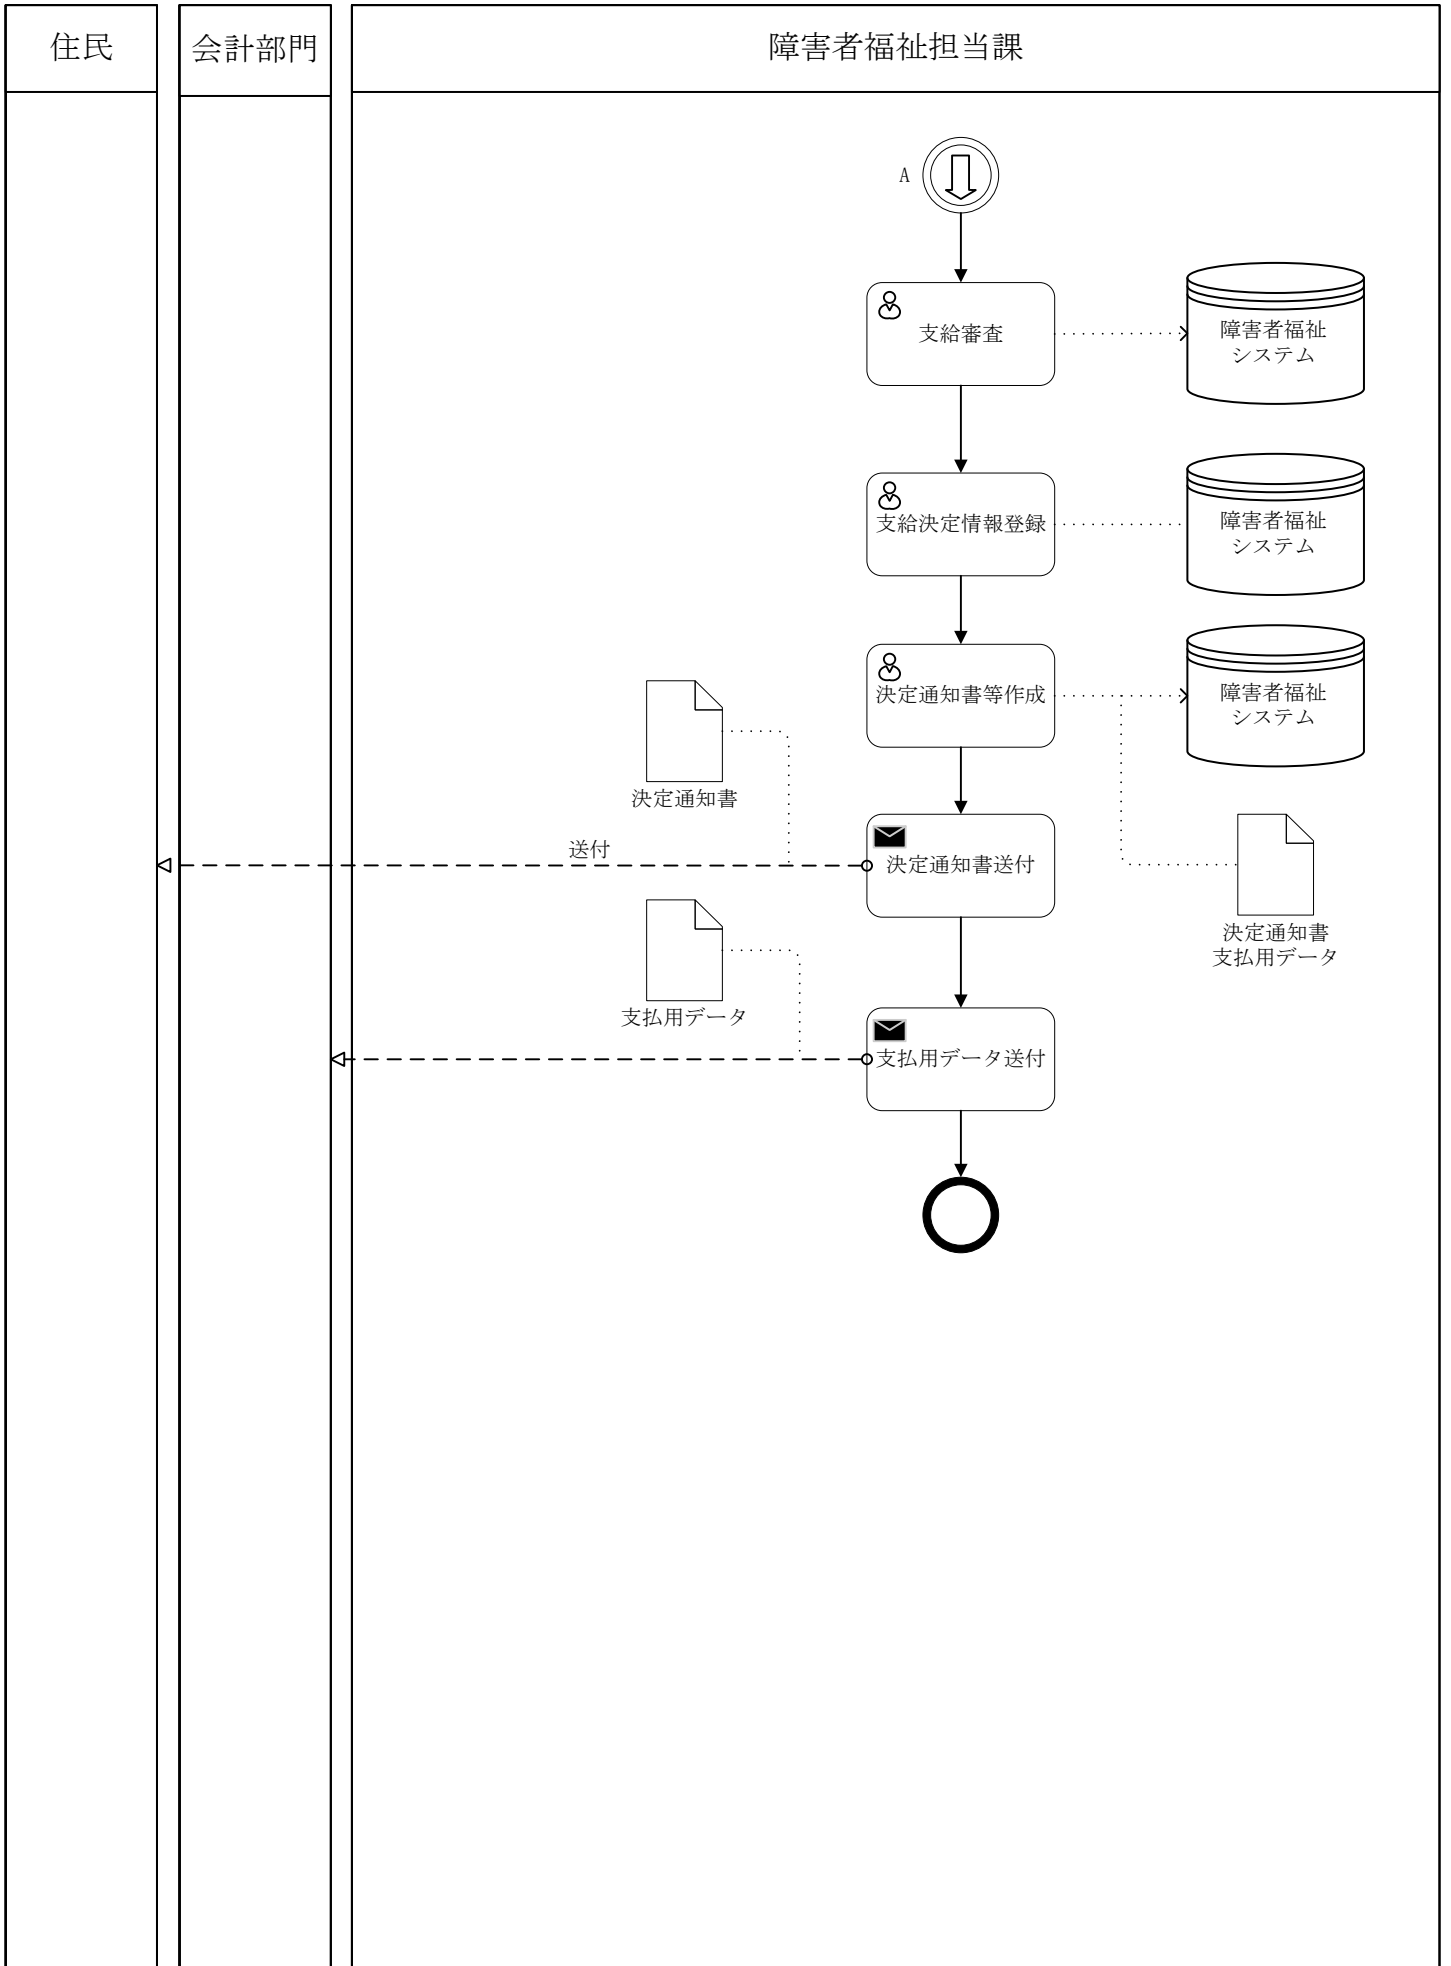 住民
会計部門
障害者福祉担当課
A
支給審査
障害者福祉
システム
支給決定情報登録
障害者福祉
システム
決定通知書等作成
障害者福祉
システム
決定通知書
送付
決定通知書送付
決定通知書
支払用データ
支払用データ
支払用データ送付